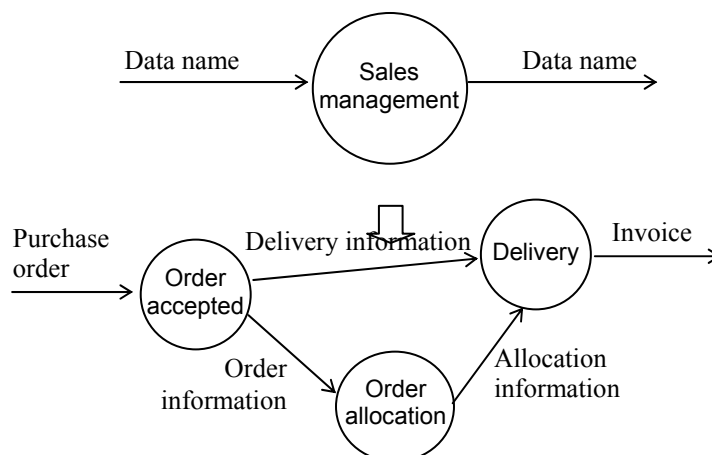 Data name
Sales
management
Data name
Purchase
order
Order
accepted
Delivery information
Delivery
Invoice
Order
information
Order
allocation
Allocation
information